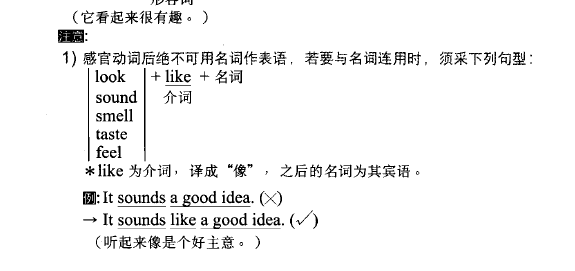 形容词
（它看起来很有趣。）
注意:
1) 感官动词后绝不可用名词作表语，若要与名词连用时，须采下列句型:
look + like + 名词
sound 介词
smell
taste
feel
*like 为介词，译成“像”，之后的名词为其宾语。
例: It sounds a good idea. (×)
→ It sounds like a good idea. (✓)
（听起来像是个好主意。）